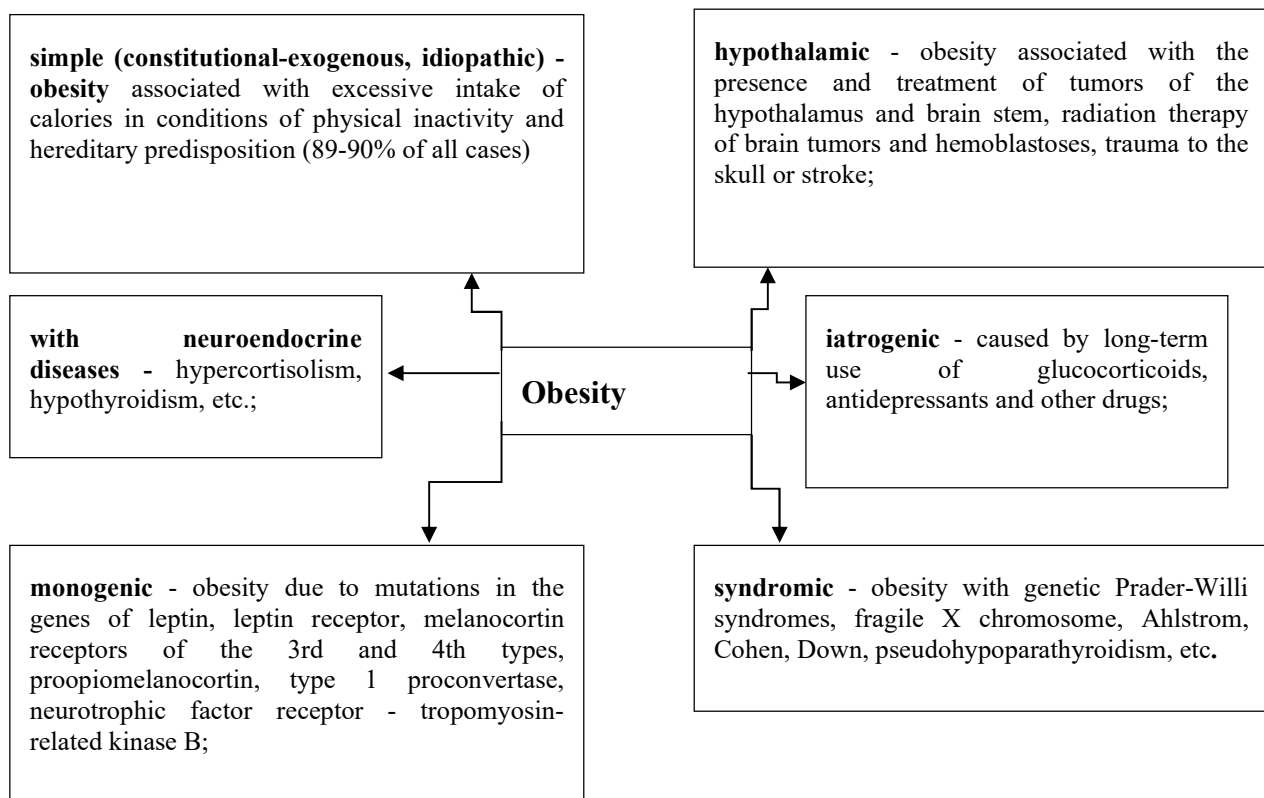 simple (constitutional-exogenous, idiopathic) -
obesity associated with excessive intake of
calories in conditions of physical inactivity and
hereditary predisposition (89-90% of all cases)
hypothalamic - obesity associated with the
presence and treatment of tumors of the
hypothalamus and brain stem, radiation therapy
of brain tumors and hemoblastoses, trauma to the
skull or stroke;
with neuroendocrine
diseases - hypercortisolism,
hypothyroidism, etc.;
Obesity
iatrogenic - caused by long-term
use of glucocorticoids,
antidepressants and other drugs;
monogenic - obesity due to mutations in the
genes of leptin, leptin receptor, melanocortin
receptors of the 3rd and 4th types,
proopiomelanocortin, type 1 proconvertase,
neurotrophic factor receptor - tropomyosin-
related kinase B;
syndromic - obesity with genetic Prader-Willi
syndromes, fragile X chromosome, Ahlstrom,
Cohen, Down, pseudohypoparathyroidism, etc.